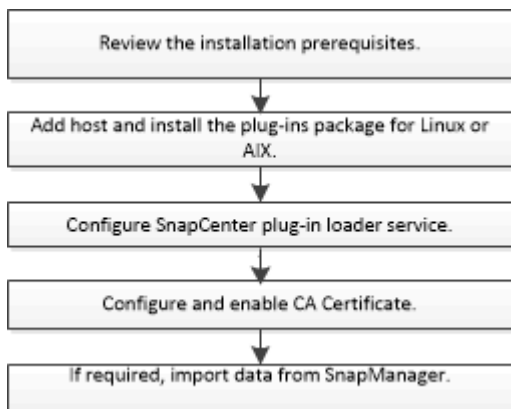 Review the installation prerequisites.
Add host and install the plug-ins package for Linux or
AIX.
Configure SnapCenter plug-in loader service.
Configure and enable CA Certificate.
If required, import data from SnapManager.